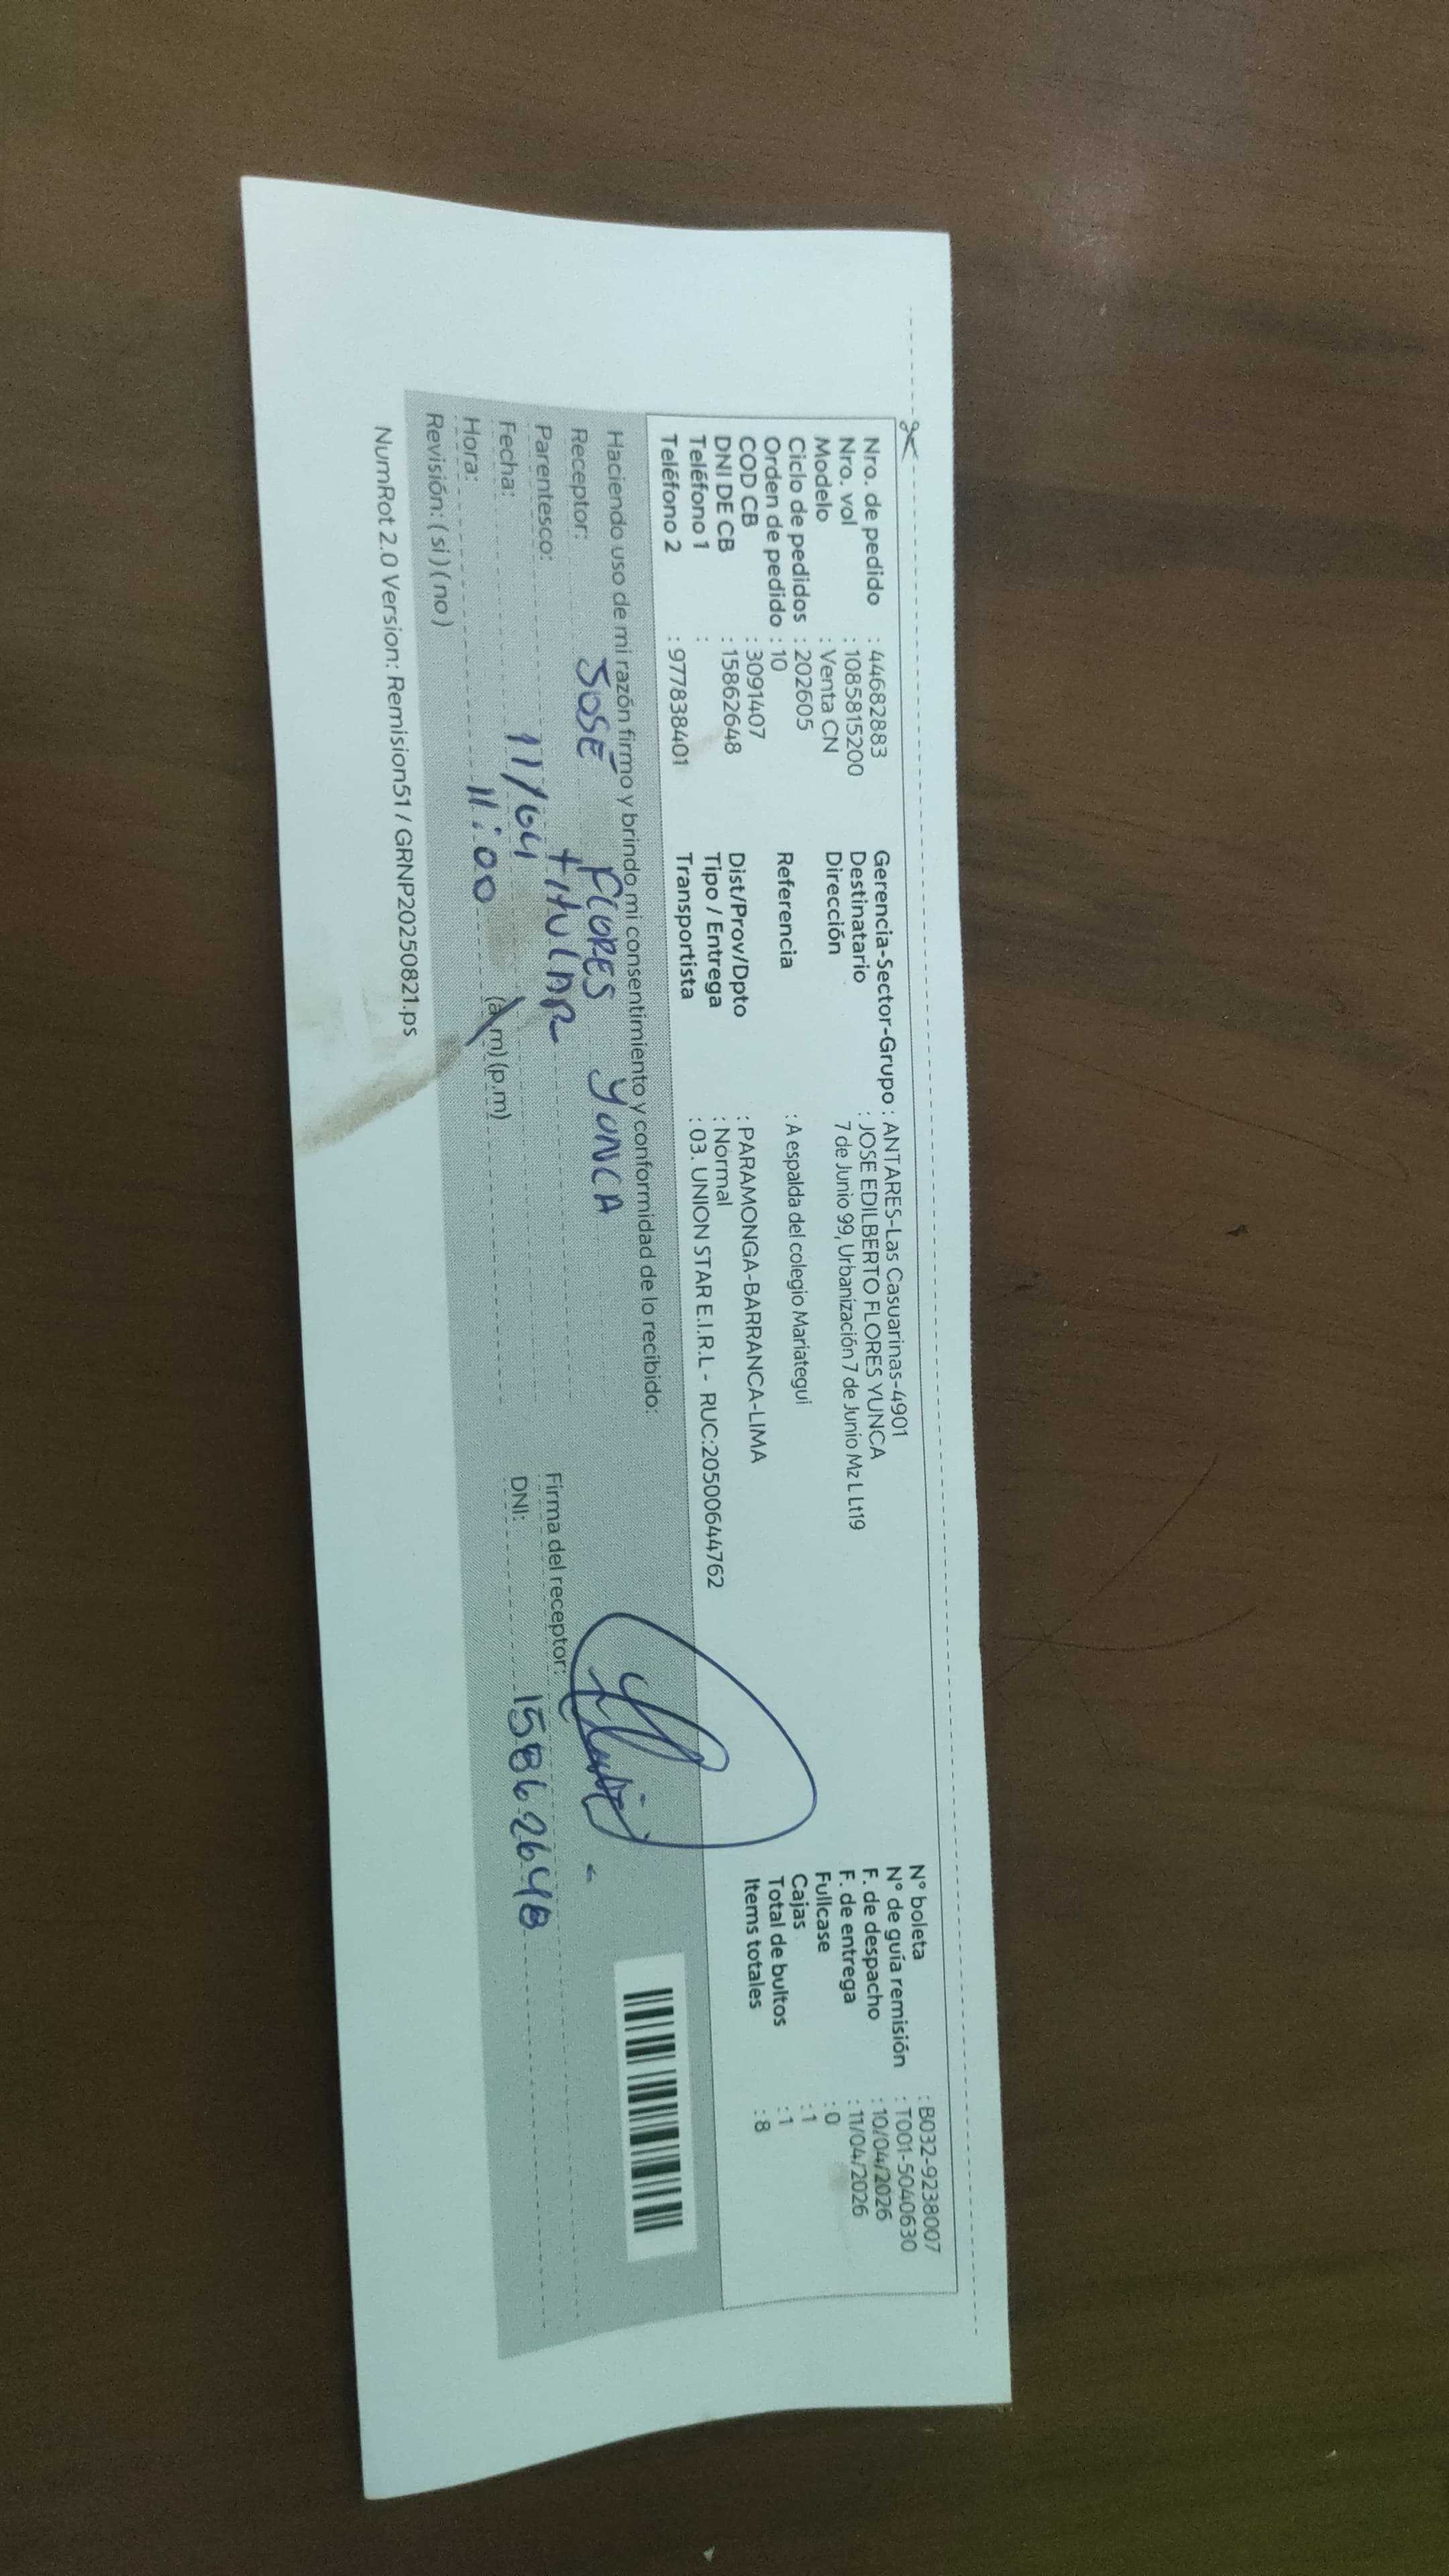 Nro. de pedido : 44682883
Nro. vol : 1085815200
Modelo : Venta CN
Ciclo de pedidos : 202605
Orden de pedido : 10
COD CB : 3091407
DNI DE CB : 15862648
Teléfono 1 :
Teléfono 2 : 977838401
Gerencia-Sector-Grupo : ANTARES-Las Casuarinas-4901
Destinatario : JOSE EDILBERTO FLORES YUNCA
Dirección 7 de Junio 99, Urbanización 7 de Junio Mz L Lt19
Referencia : A espalda del colegio Mariategui
Dist/Prov/Dpto : PARAMONGA-BARRANCA-LIMA
Tipo / Entrega : Normal
Transportista : 03. UNION STAR E.I.R.L - RUC:20500644762
N° boleta : B032-9238007
N° de guía remisión : T001-5040630
F. de despacho : 10/04/2026
F. de entrega : 11/04/2026
Fullcase : 0
Cajas : 1
Total de bultos : 1
Items totales : 8
Haciendo uso de mi razón firmo y brindo mi consentimiento y conformidad de lo recibido:
Receptor: JOSE FLORES YUNCA
Parentesco: titular
Fecha: 11/04
Hora: 11:00 (a.m) (p.m)
Revisión: ( si ) ( no )
Firma del receptor:
DNI: 15862648
NumRot 2.0 Version: Remision51 / GRNP20250821.ps